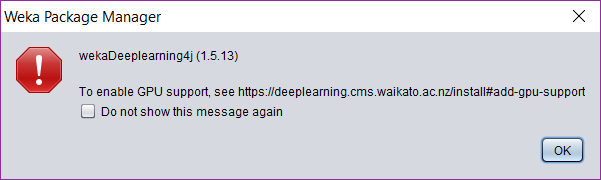 Weka Package Manager
wekaDeeplearning4j (1.5.13)
To enable GPU support, see https://deeplearning.cms.waikato.ac.nz/install#add-gpu-support
Do not show this message again
OK